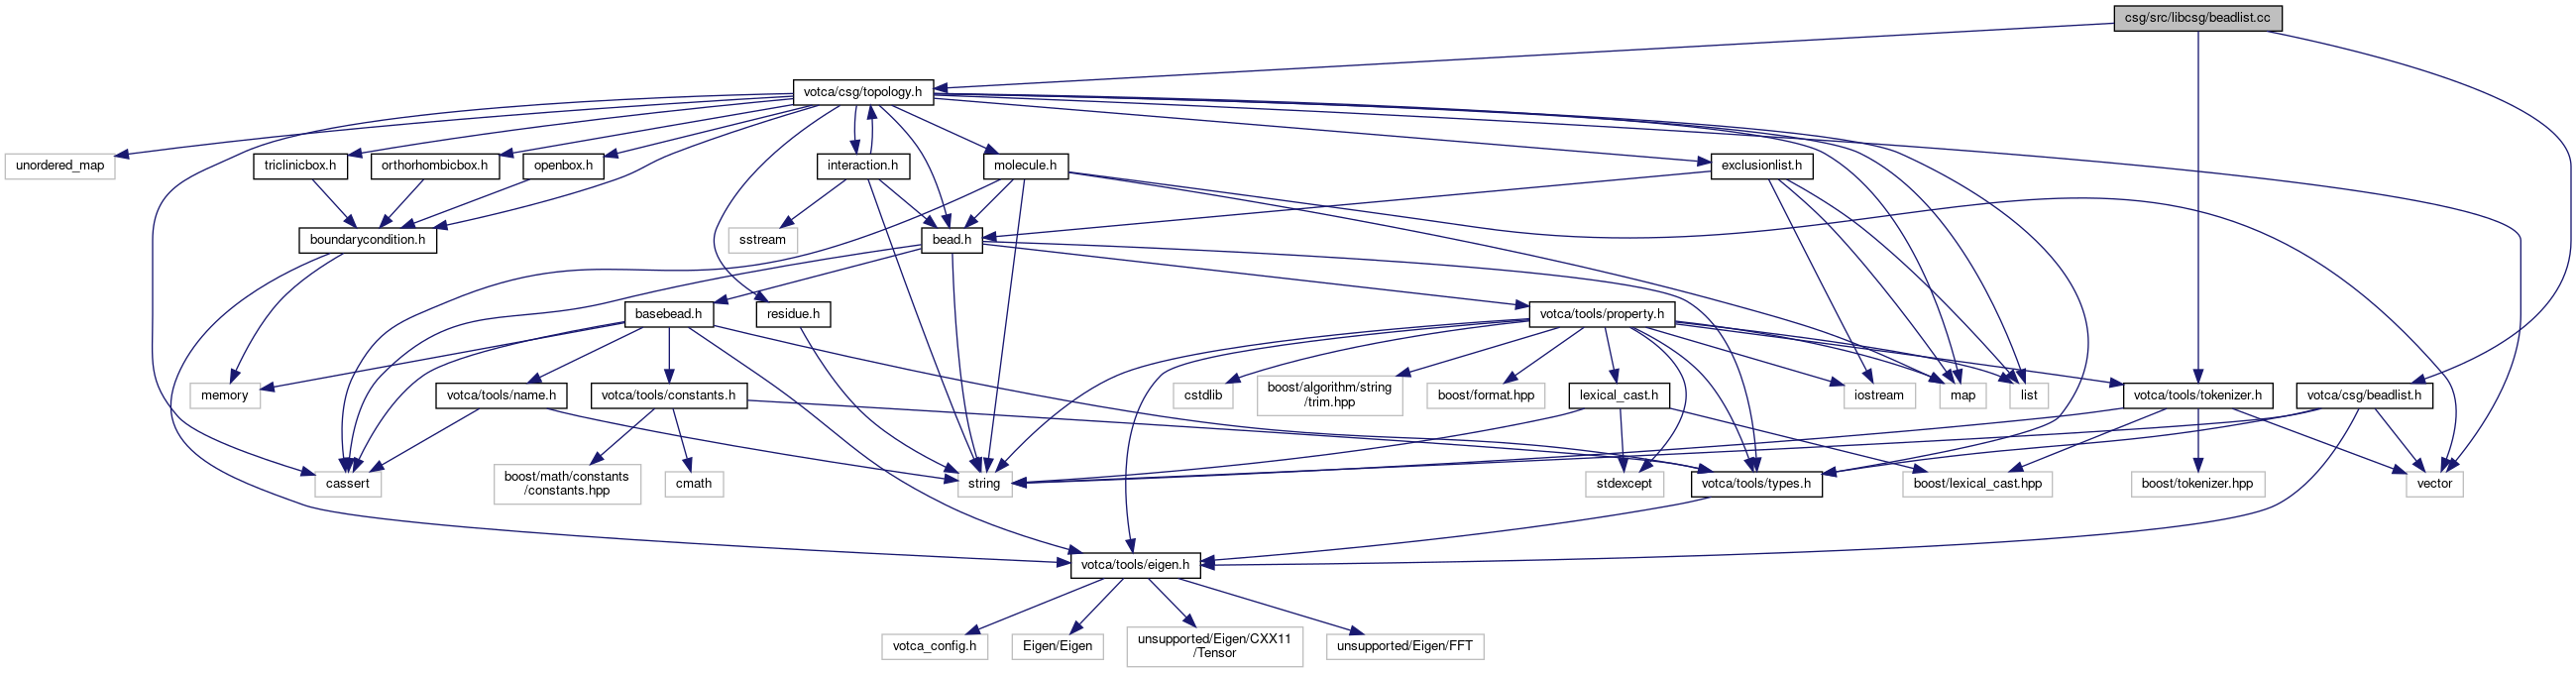 csg/src/libcsg/beadlist.cc
votca/csg/topology.h
unordered_map
triclinicbox.h
orthorhombicbox.h
openbox.h
interaction.h
molecule.h
exclusionlist.h
boundarycondition.h
sstream
bead.h
basebead.h
residue.h
votca/tools/property.h
memory
votca/tools/name.h
votca/tools/constants.h
cstdlib
boost/algorithm/string
/trim.hpp
boost/format.hpp
lexical_cast.h
iostream
map
list
votca/tools/tokenizer.h
votca/csg/beadlist.h
cassert
boost/math/constants
/constants.hpp
cmath
string
stdexcept
votca/tools/types.h
boost/lexical_cast.hpp
boost/tokenizer.hpp
vector
votca/tools/eigen.h
votca_config.h
Eigen/Eigen
unsupported/Eigen/CXX11
/Tensor
unsupported/Eigen/FFT